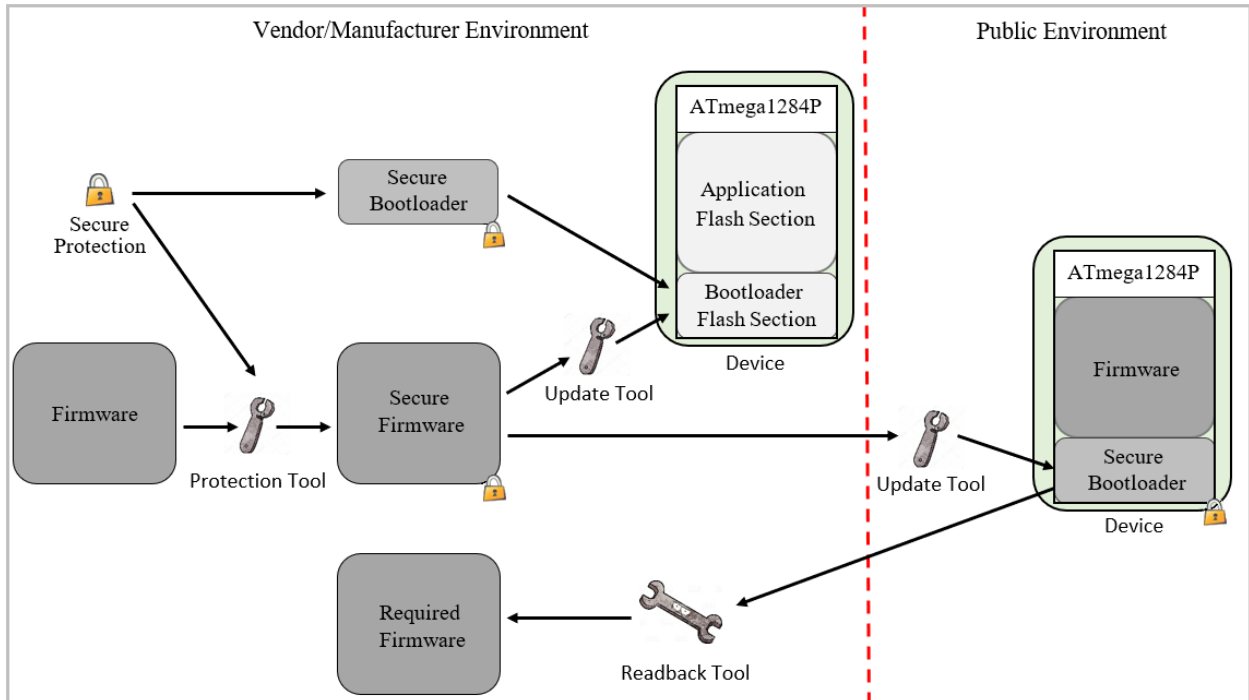 Vendor/Manufacturer Environment
Public Environment
ATmega1284P
Application
Flash Section
Bootloader
Flash Section
Device
Secure
Protection
Secure
Bootloader
Firmware
Protection Tool
Secure
Firmware
Update Tool
Update Tool
ATmega1284P
Firmware
Secure
Bootloader
Device
Required
Firmware
Readback Tool